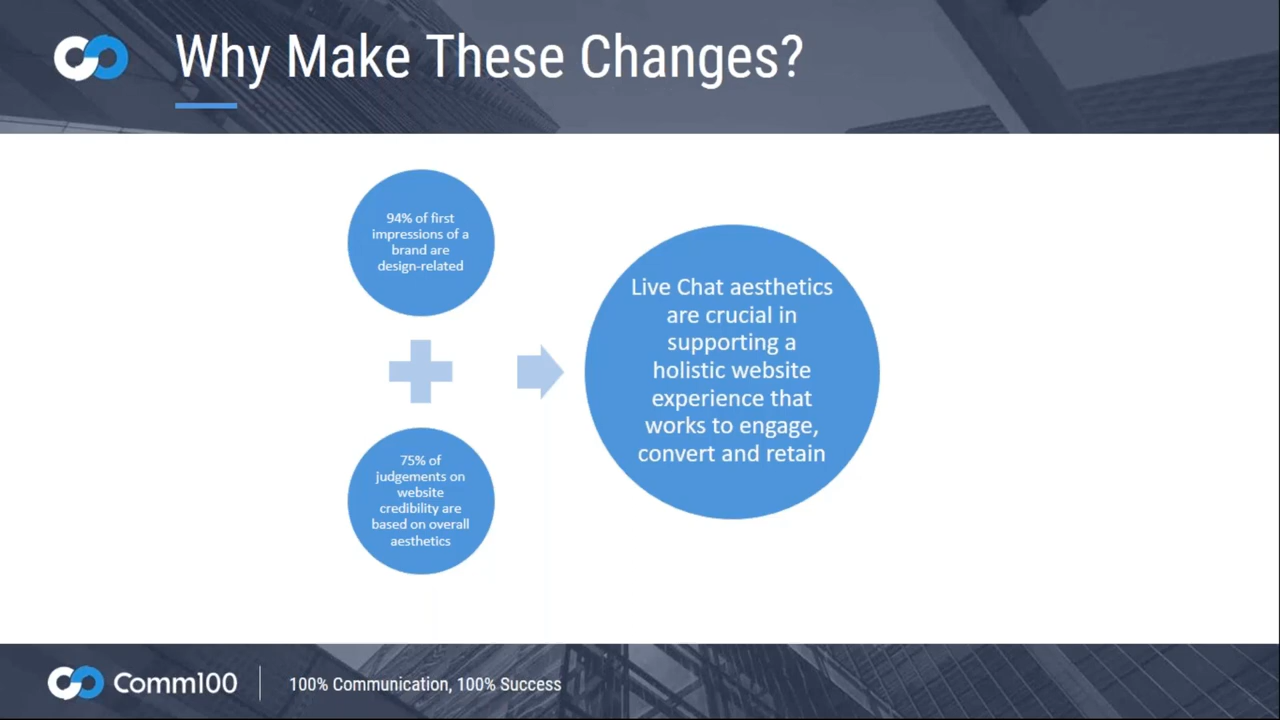 Why Make These Changes?
94% of first
impressions of a
brand are
design-related
75% of
judgements on
website
credibility are
based on overall
aesthetics
Live Chat aesthetics
are crucial in
supporting a
holistic website
experience that
works to engage,
convert and retain
Comm100
100% Communication, 100% Success